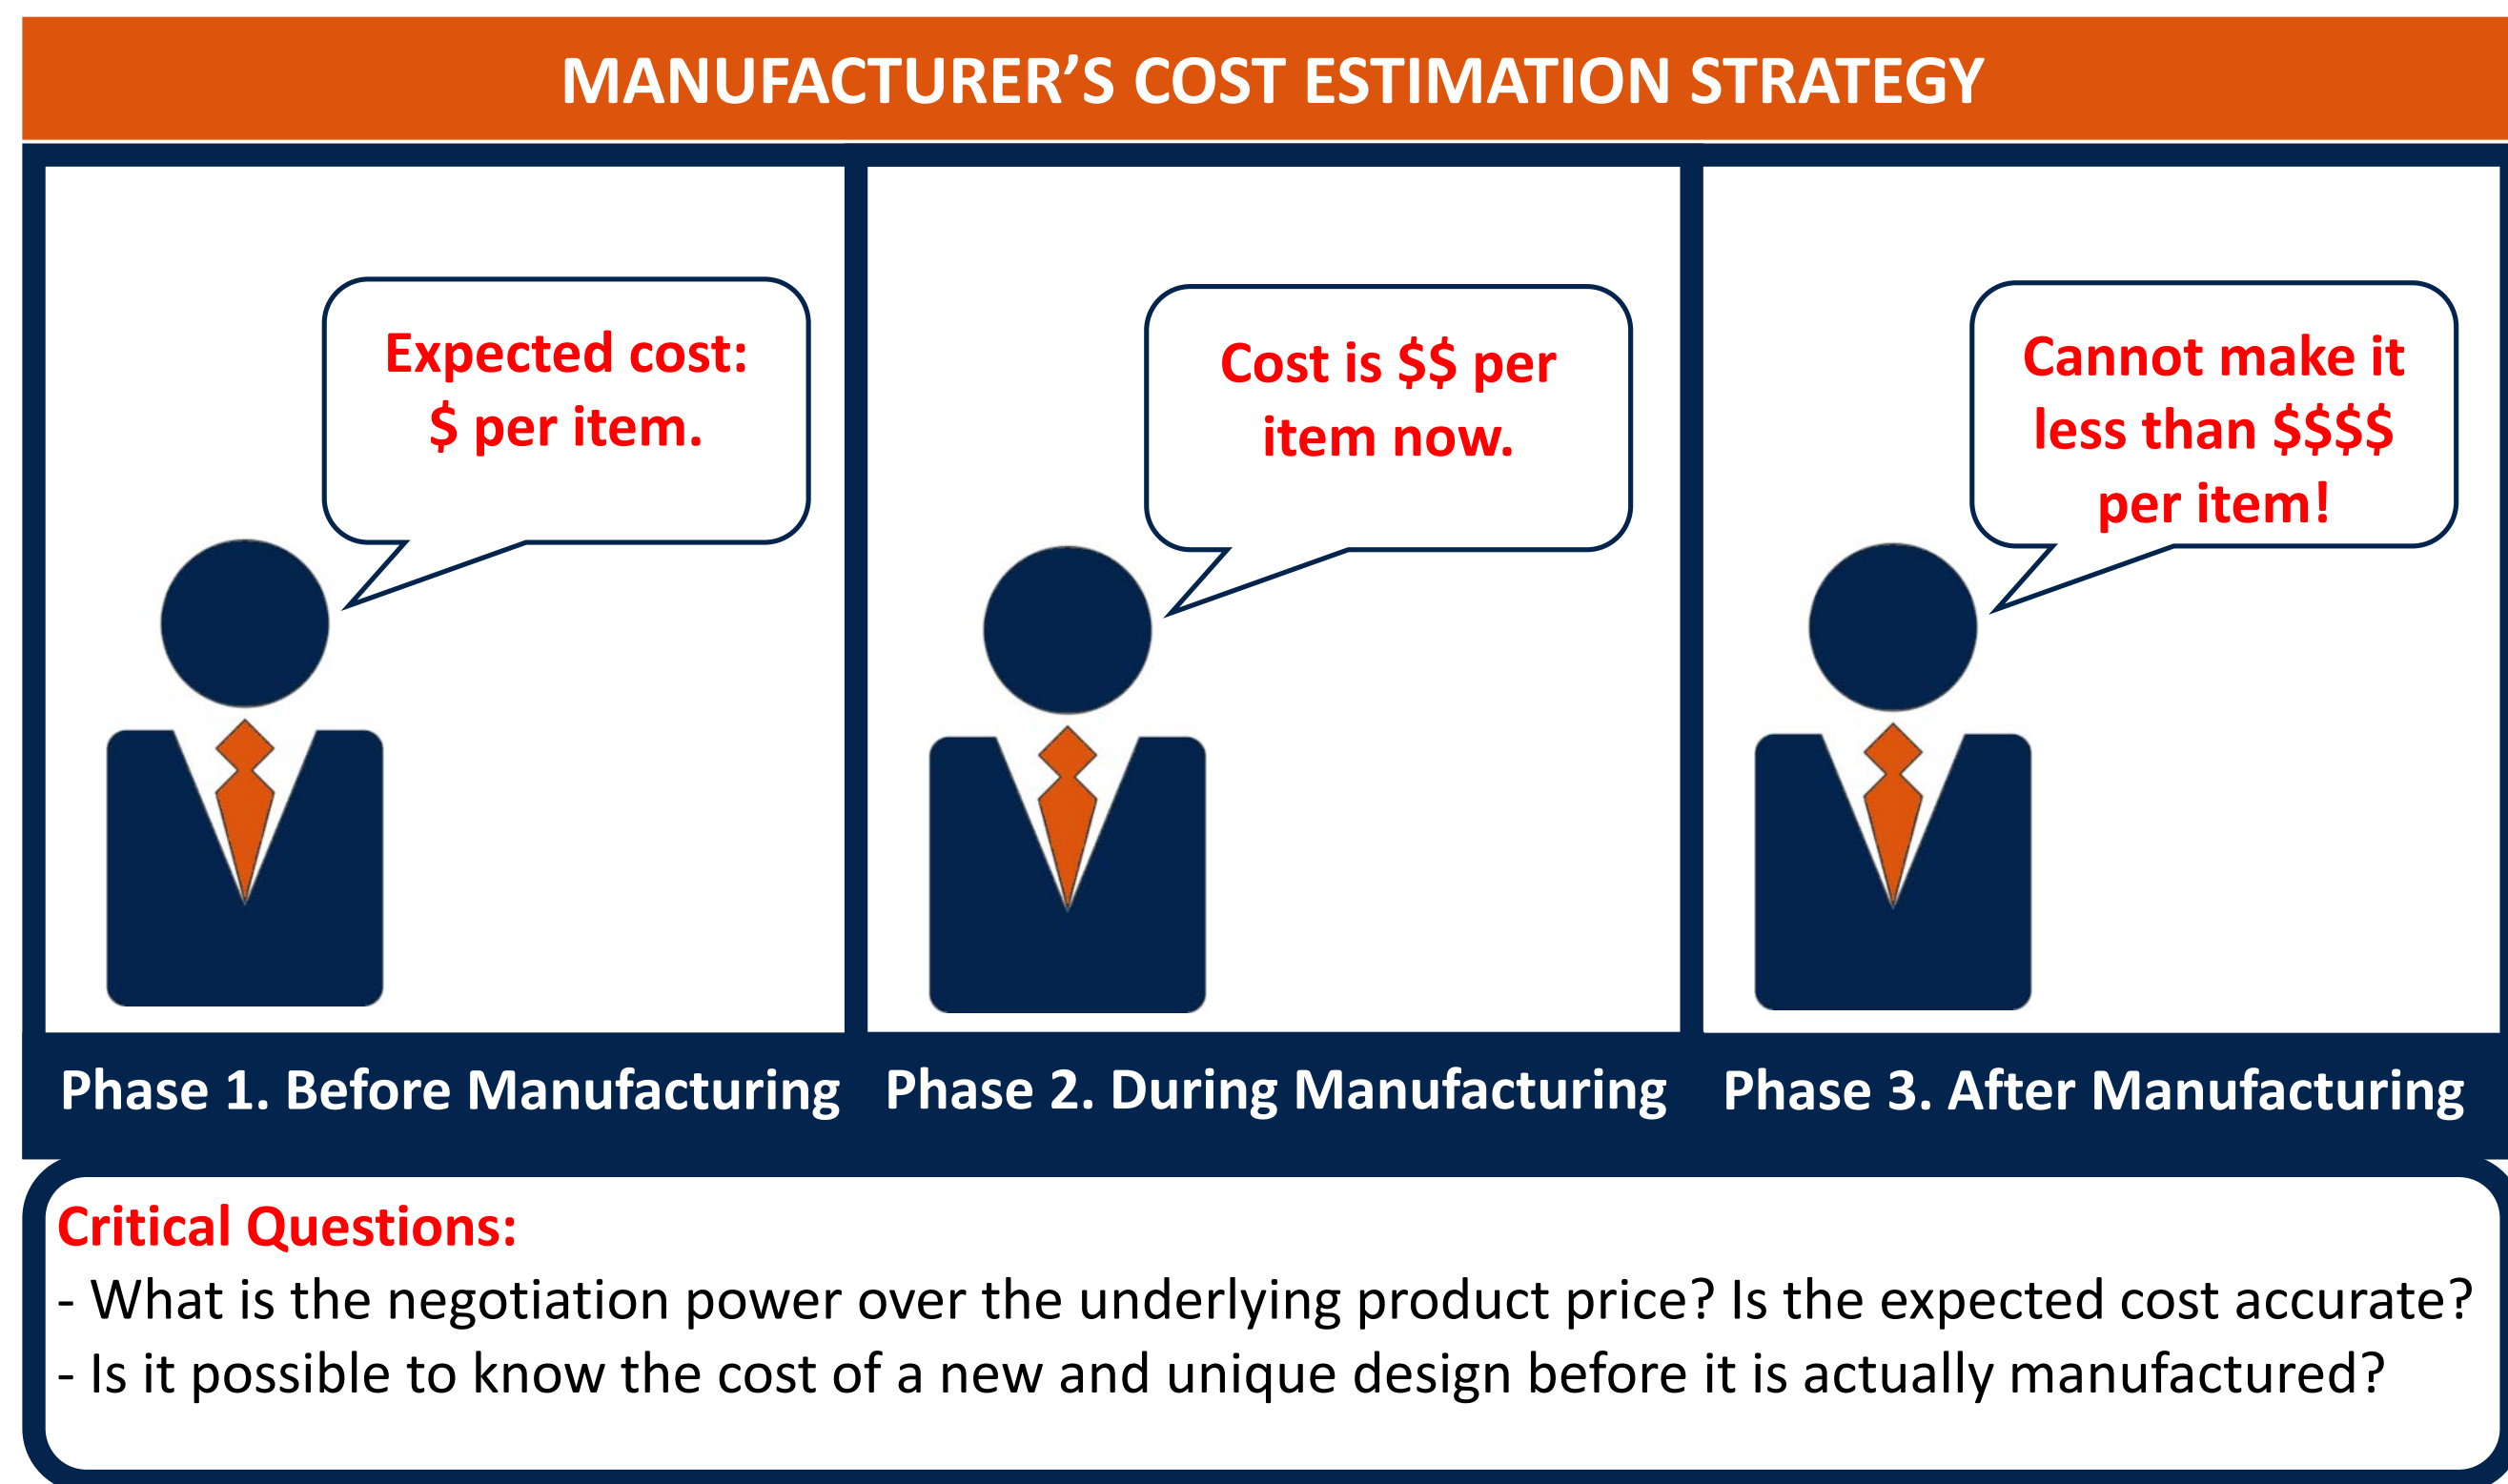 MANUFACTURER’S COST ESTIMATION STRATEGY
Expected cost:
$ per item.
Cost is $$ per
item now.
Cannot make it
less than $$$$
per item!
Phase 1. Before Manufacturing
Phase 2. During Manufacturing
Phase 3. After Manufacturing
Critical Questions:
- What is the negotiation power over the underlying product price? Is the expected cost accurate?
- Is it possible to know the cost of a new and unique design before it is actually manufactured?